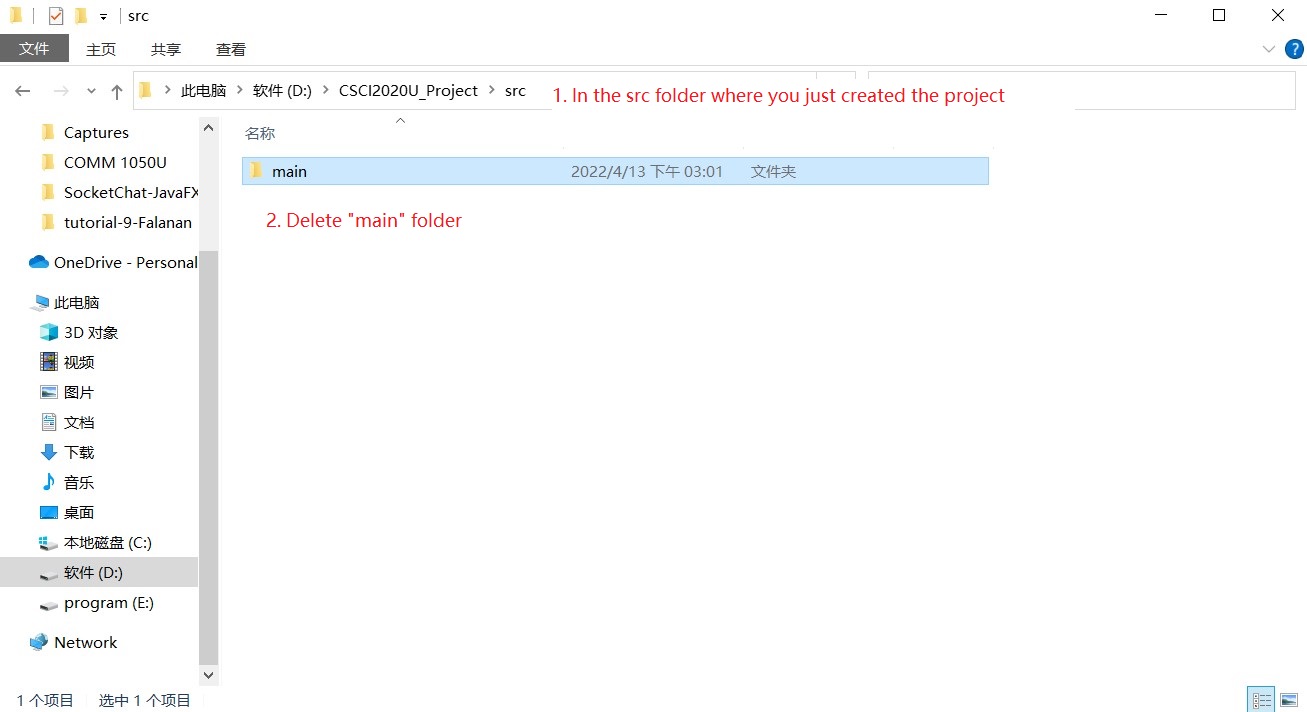 src
文件 主页 共享 查看
此电脑 软件 (D:) CSCI2020U_Project src
1. In the src folder where you just created the project
名称
main 2022/4/13 下午 03:01 文件夹
2. Delete "main" folder
Captures
COMM 1050U
SocketChat-JavaFX
tutorial-9-Falanan
OneDrive - Personal
此电脑
3D 对象
视频
图片
文档
下载
音乐
桌面
本地磁盘 (C:)
软件 (D:)
program (E:)
Network
1 个项目 选中 1 个项目